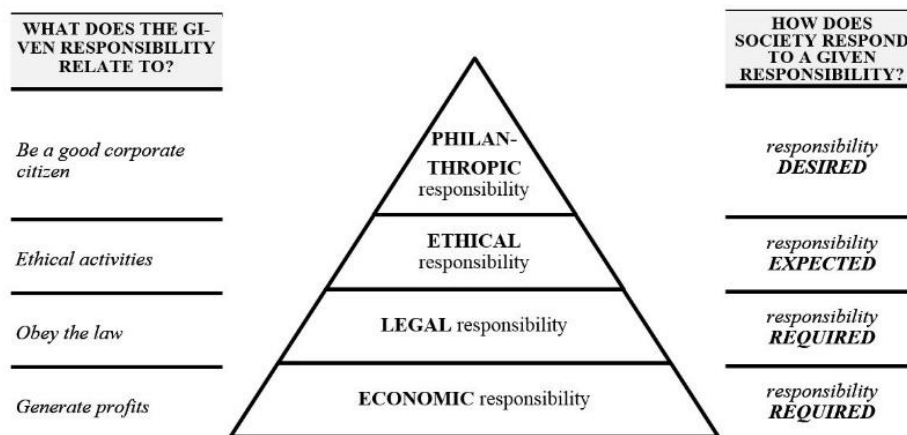 WHAT DOES THE GI-
VEN RESPONSIBILITY
RELATE TO?
HOW DOES
SOCIETY RESPOND
TO A GIVEN
RESPONSIBILITY?
Be a good corporate
citizen
PHILAN-
THROPIC
responsibility
responsibility
DESIRED
Ethical activities
ETHICAL
responsibility
responsibility
EXPECTED
Obey the law
LEGAL responsibility
responsibility
REQUIRED
Generate profits
ECONOMIC responsibility
responsibility
REQUIRED